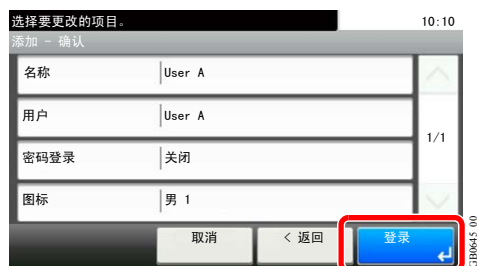 选择要更改的项目。 10:10
添加 - 确认
名称 User A
用户 User A
1/1
密码登录 关闭
图标 男 1
取消 < 返回 登录
GB0645_00